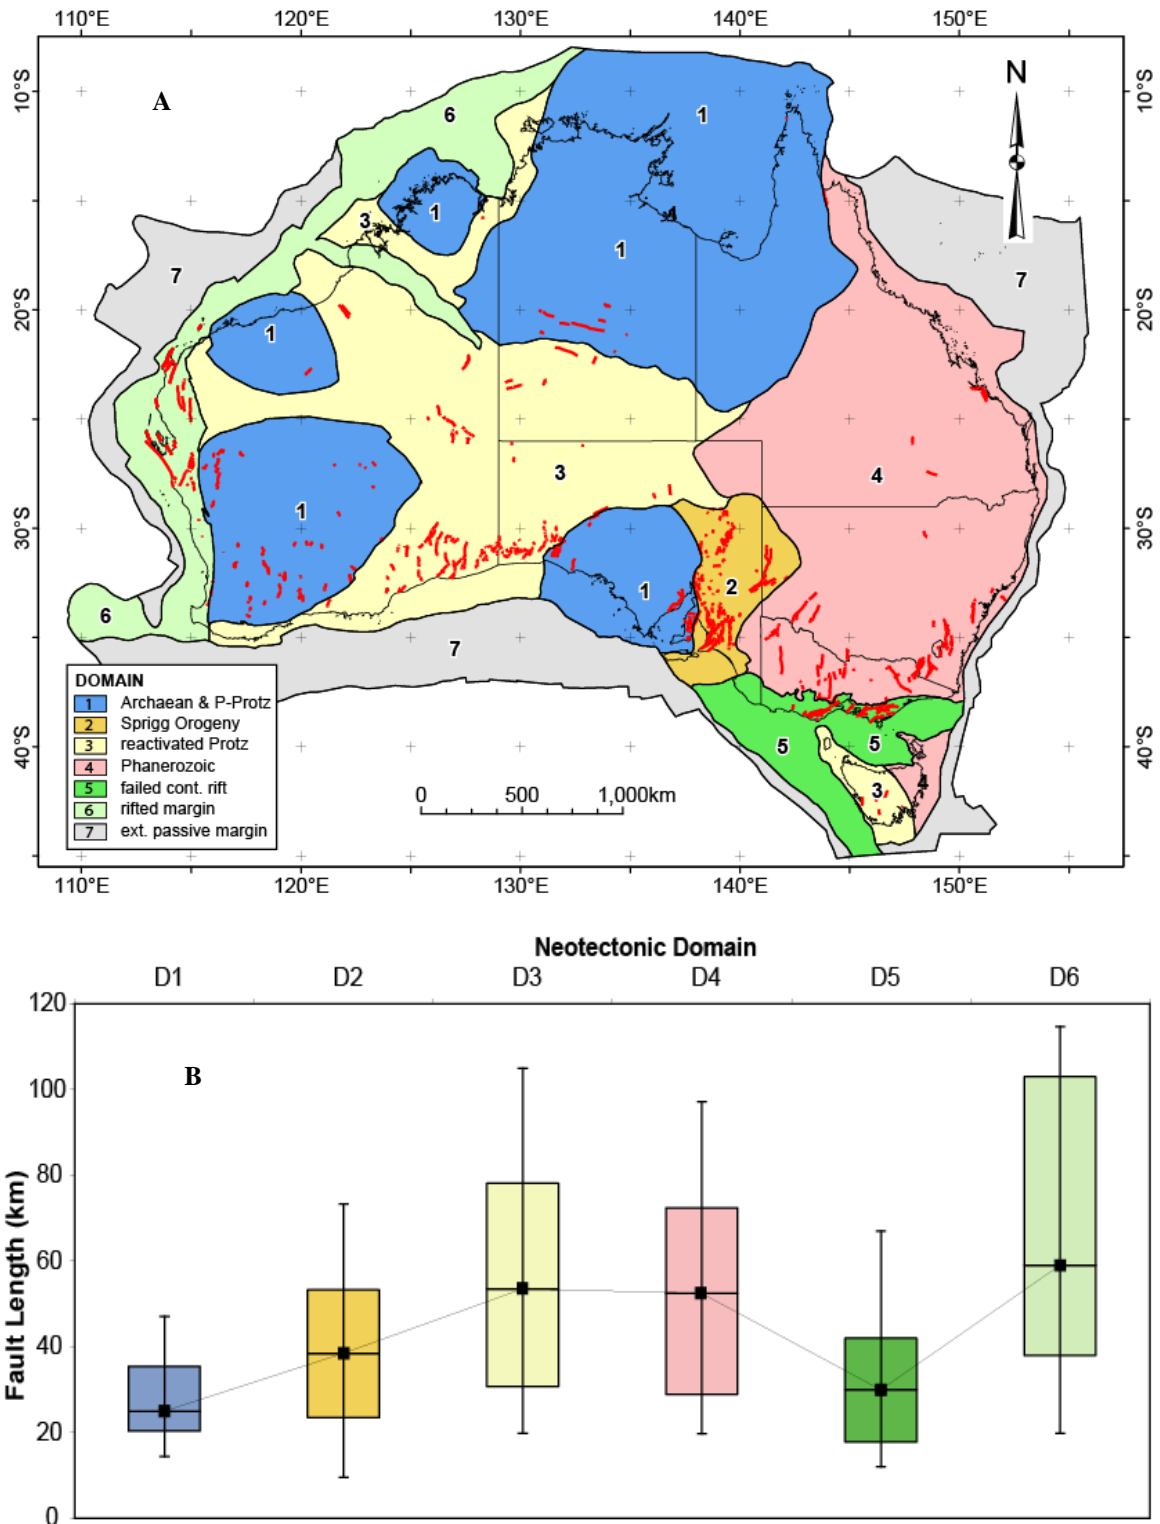 110°E 120°E 130°E 140°E 150°E
A
N
10°S 10°S
20°S 20°S
30°S 30°S
40°S 40°S
6
1
1
3
1
7
7
1
4
3
1
1
2
6
7
5
5
3
4
DOMAIN
1 Archaean & P-Protz
2 Sprigg Orogeny
3 reactivated Protz
4 Phanerozoic
5 failed cont. rift
6 rifted margin
7 ext. passive margin
0 500 1,000km
110°E 120°E 130°E 140°E 150°E
Neotectonic Domain
D1 D2 D3 D4 D5 D6
B
Fault Length (km)
120
100
80
60
40
20
0